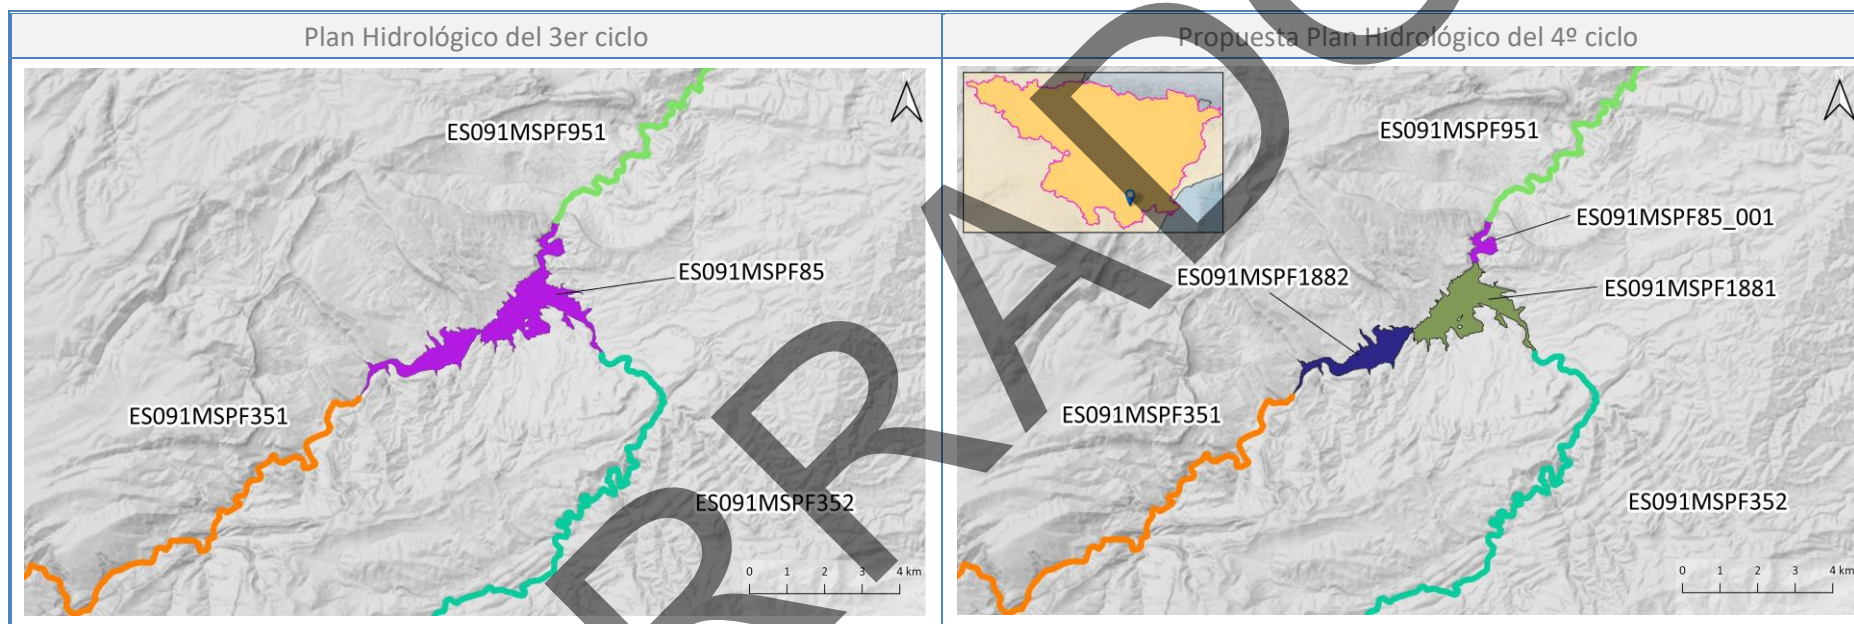 Plan Hidrológico del 3er ciclo
Propuesta Plan Hidrológico del 4º ciclo
ES091MSPF951
ES091MSPF85
ES091MSPF351
ES091MSPF352
0 1 2 3 4 km
ES091MSPF951
ES091MSPF85_001
ES091MSPF1882
ES091MSPF1881
ES091MSPF351
ES091MSPF352
0 1 2 3 4 km
RRADO